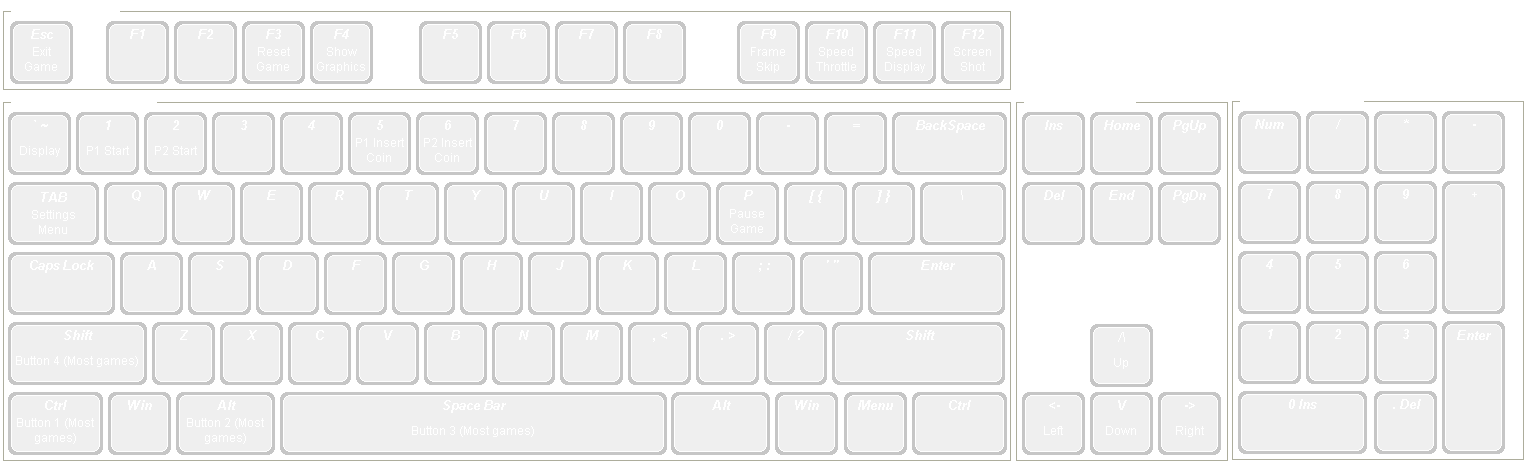 Esc F1 F2 F3 F4 F5 F6 F7 F8 F9 F10 F11 F12
Exit Reset Show Frame Speed Speed Screen
Game Game Graphics Skip Throttle Display Shot
` ~ 1 2 3 4 5 6 7 8 9 0 - = BackSpace
Display P1 Start P2 Start P1 Insert P2 Insert
Coin Coin
Ins Home PgUp
Num / * -
TAB Q W E R T Y U I O P [ { ] } \
Settings Pause
Menu Game
Del End PgDn
7 8 9 +
Caps Lock A S D F G H J K L ; : ' " Enter
4 5 6
Shift Z X C V B N M , < . > / ? Shift
Button 4 (Most games)
/\
Up
1 2 3 Enter
Ctrl Win Alt Space Bar Alt Win Menu Ctrl
Button 1 (Most Button 2 (Most Button 3 (Most games)
games) games)
<- V ->
Left Down Right
0 Ins . Del